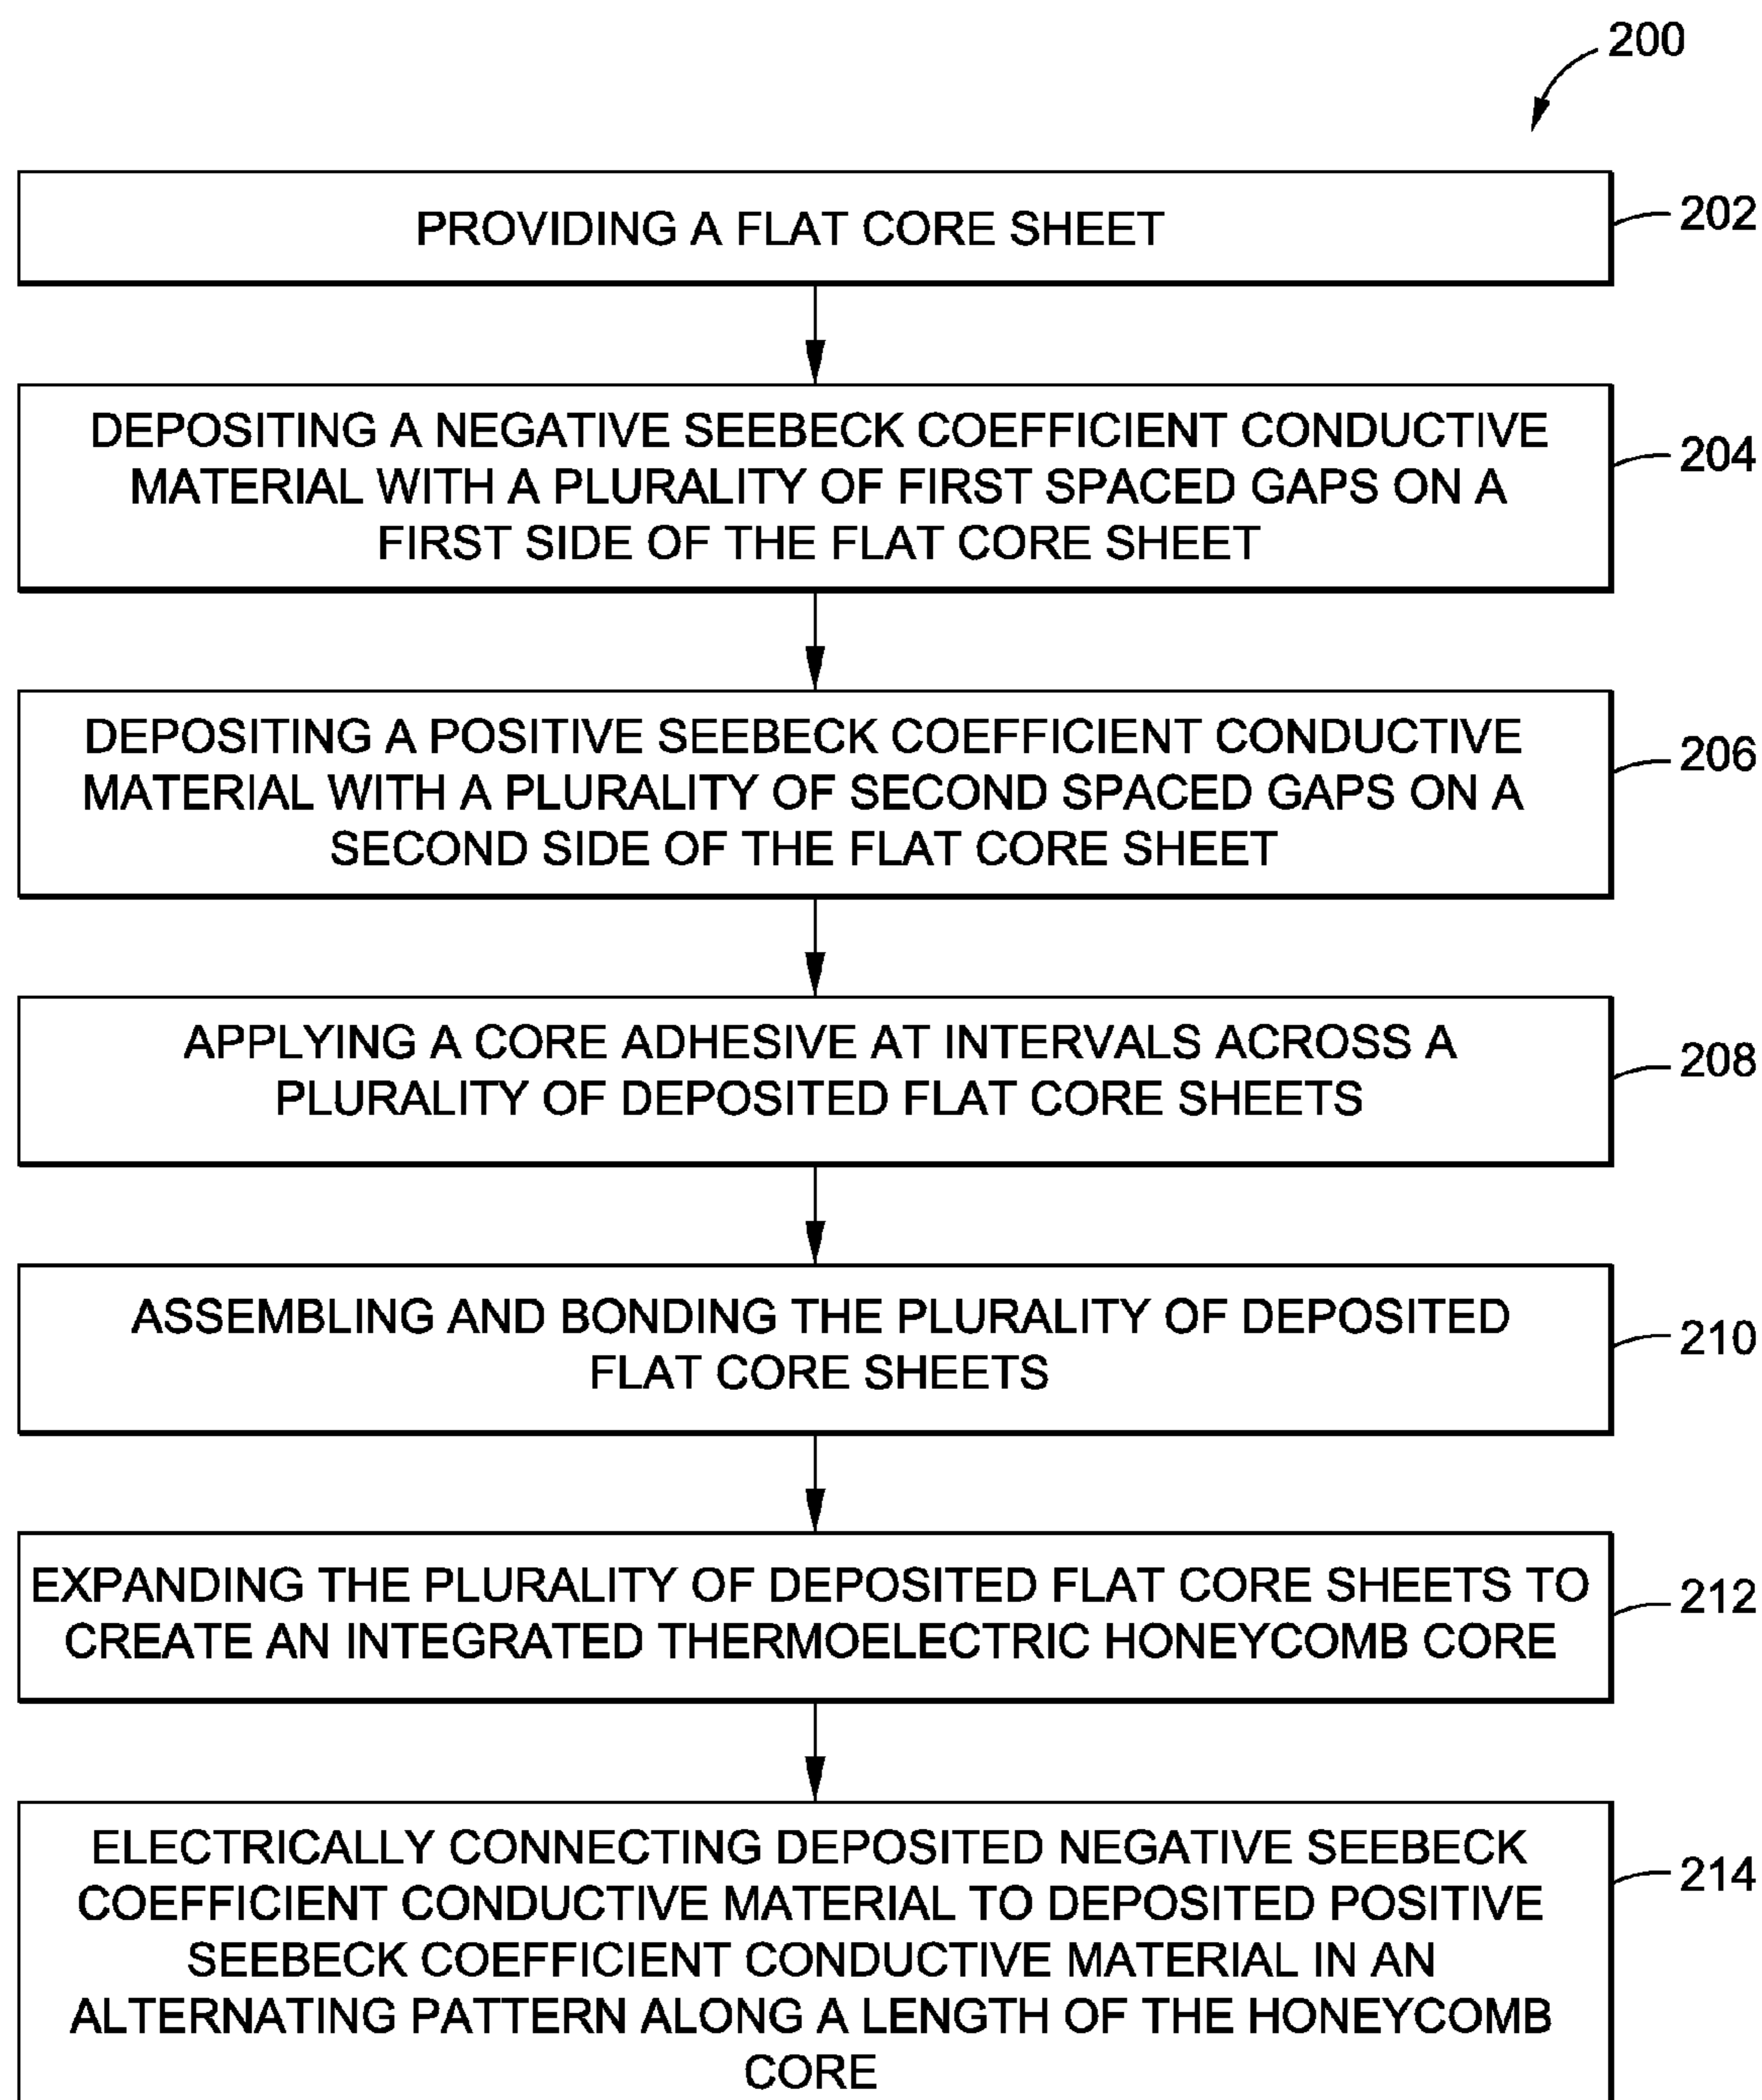 200
PROVIDING A FLAT CORE SHEET
202
DEPOSITING A NEGATIVE SEEBECK COEFFICIENT CONDUCTIVE
MATERIAL WITH A PLURALITY OF FIRST SPACED GAPS ON A
FIRST SIDE OF THE FLAT CORE SHEET
204
DEPOSITING A POSITIVE SEEBECK COEFFICIENT CONDUCTIVE
MATERIAL WITH A PLURALITY OF SECOND SPACED GAPS ON A
SECOND SIDE OF THE FLAT CORE SHEET
206
APPLYING A CORE ADHESIVE AT INTERVALS ACROSS A
PLURALITY OF DEPOSITED FLAT CORE SHEETS
208
ASSEMBLING AND BONDING THE PLURALITY OF DEPOSITED
FLAT CORE SHEETS
210
EXPANDING THE PLURALITY OF DEPOSITED FLAT CORE SHEETS TO
CREATE AN INTEGRATED THERMOELECTRIC HONEYCOMB CORE
212
ELECTRICALLY CONNECTING DEPOSITED NEGATIVE SEEBECK
COEFFICIENT CONDUCTIVE MATERIAL TO DEPOSITED POSITIVE
SEEBECK COEFFICIENT CONDUCTIVE MATERIAL IN AN
ALTERNATING PATTERN ALONG A LENGTH OF THE HONEYCOMB
CORE
214